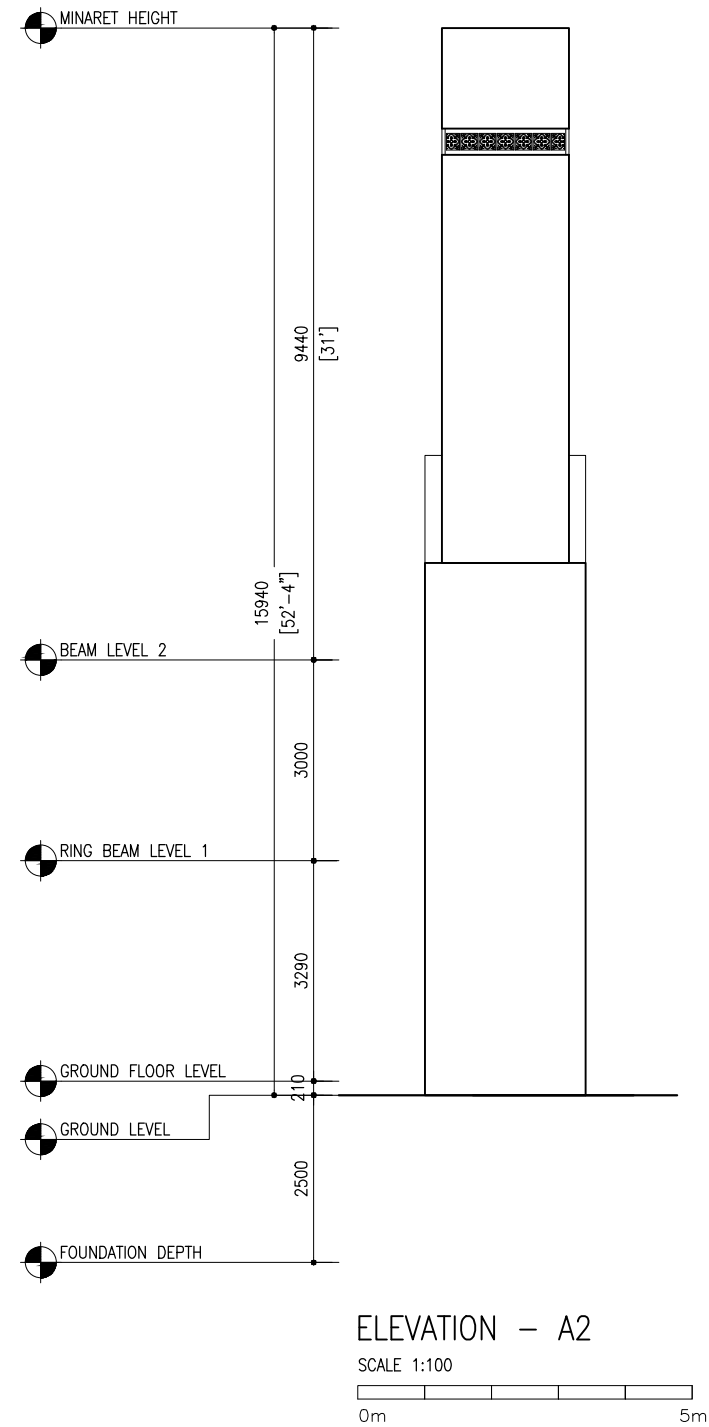 MINARET HEIGHT
9440
[31']
15940
[52'-4"]
BEAM LEVEL 2
3000
RING BEAM LEVEL 1
3290
GROUND FLOOR LEVEL
210
GROUND LEVEL
2500
FOUNDATION DEPTH
ELEVATION - A2
SCALE 1:100
0m 5m